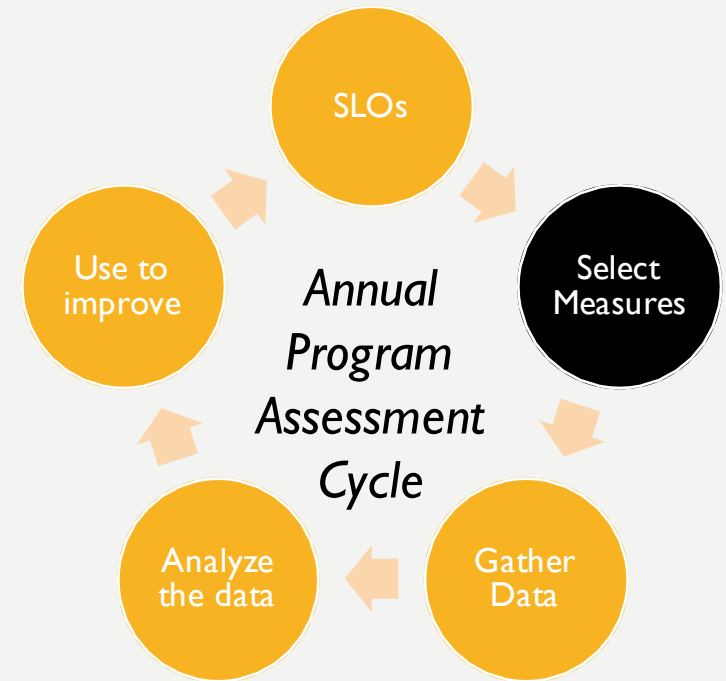 SLOs
Select
Measures
Gather
Data
Analyze
the data
Use to
improve
Annual
Program
Assessment
Cycle